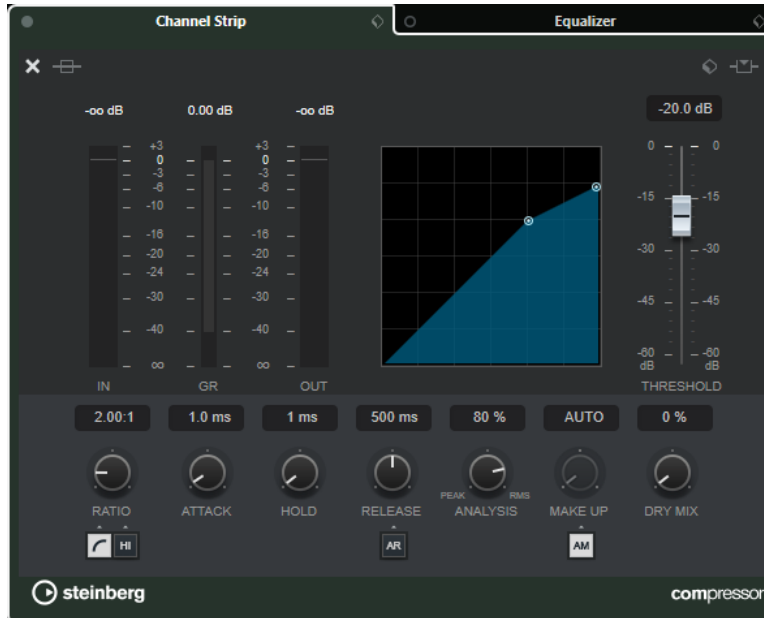 Channel Strip
Equalizer
-oo dB 0.00 dB -oo dB -20.0 dB
+3 +3
0 0
-3 -3
-6 -6
-10 -10
-16 -16
-20 -20
-24 -24
-30 -30
-40 -40
∞ ∞
IN GR OUT
0 0
-15 -15
-30 -30
-45 -45
-60 -60
dB dB
THRESHOLD
2.00:1 1.0 ms 1 ms 500 ms 80 % AUTO 0 %
PEAK RMS
RATIO ATTACK HOLD RELEASE ANALYSIS MAKE UP DRY MIX
HI AR AM
steinberg
compressor